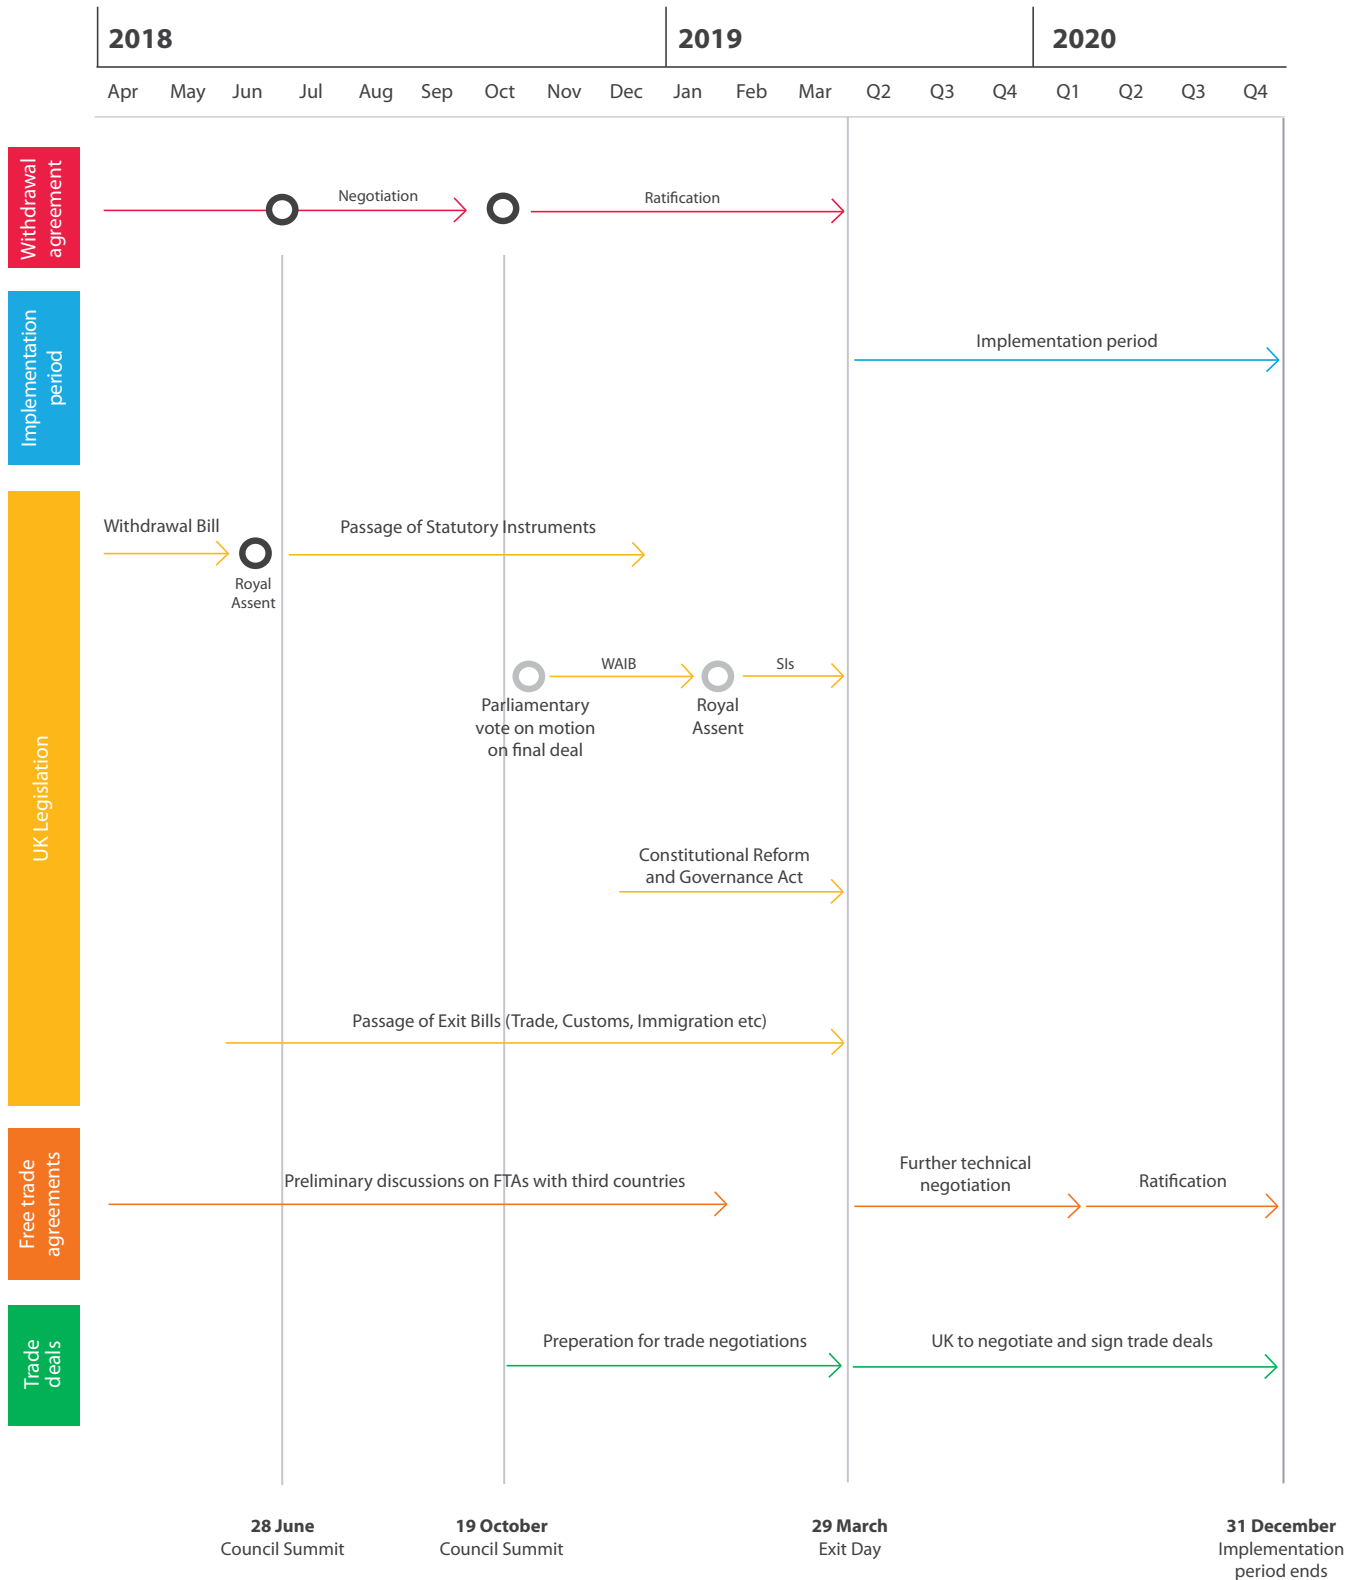 2018
2019
2020
Apr May Jun Jul Aug Sep Oct Nov Dec Jan Feb Mar Q2 Q3 Q4 Q1 Q2 Q3 Q4
Withdrawal
agreement
Negotiation
Ratification
Implementation
period
Implementation period
UK Legislation
Withdrawal Bill
Royal
Assent
Passage of Statutory Instruments
WAIB
SIs
Parliamentary
vote on motion
on final deal
Royal
Assent
Constitutional Reform
and Governance Act
Passage of Exit Bills (Trade, Customs, Immigration etc)
Free trade
agreements
Preliminary discussions on FTAs with third countries
Further technical
negotiation
Ratification
Trade
deals
Preperation for trade negotiations
UK to negotiate and sign trade deals
28 June
Council Summit
19 October
Council Summit
29 March
Exit Day
31 December
Implementation
period ends